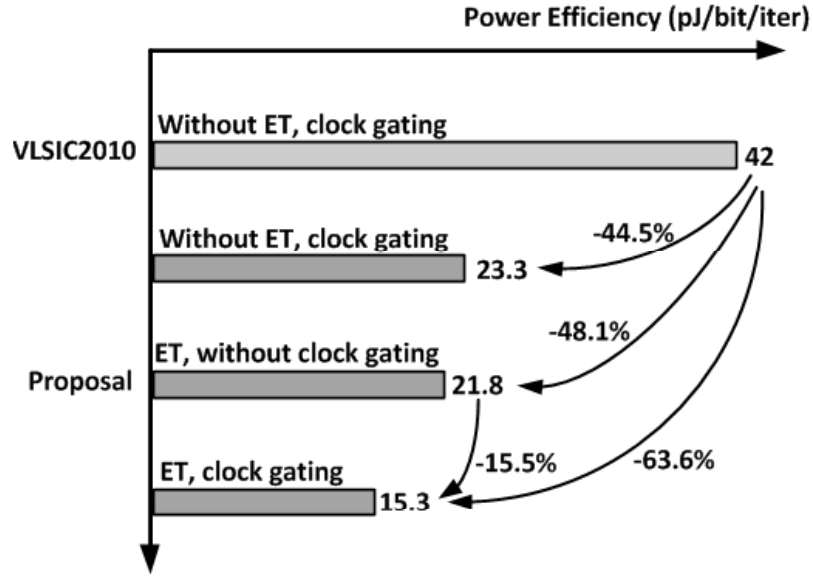 Power Efficiency (pJ/bit/iter)
Without ET, clock gating
VLSIC2010
42
Without ET, clock gating
-44.5%
23.3
-48.1%
ET, without clock gating
Proposal
21.8
ET, clock gating
-15.5%
-63.6%
15.3